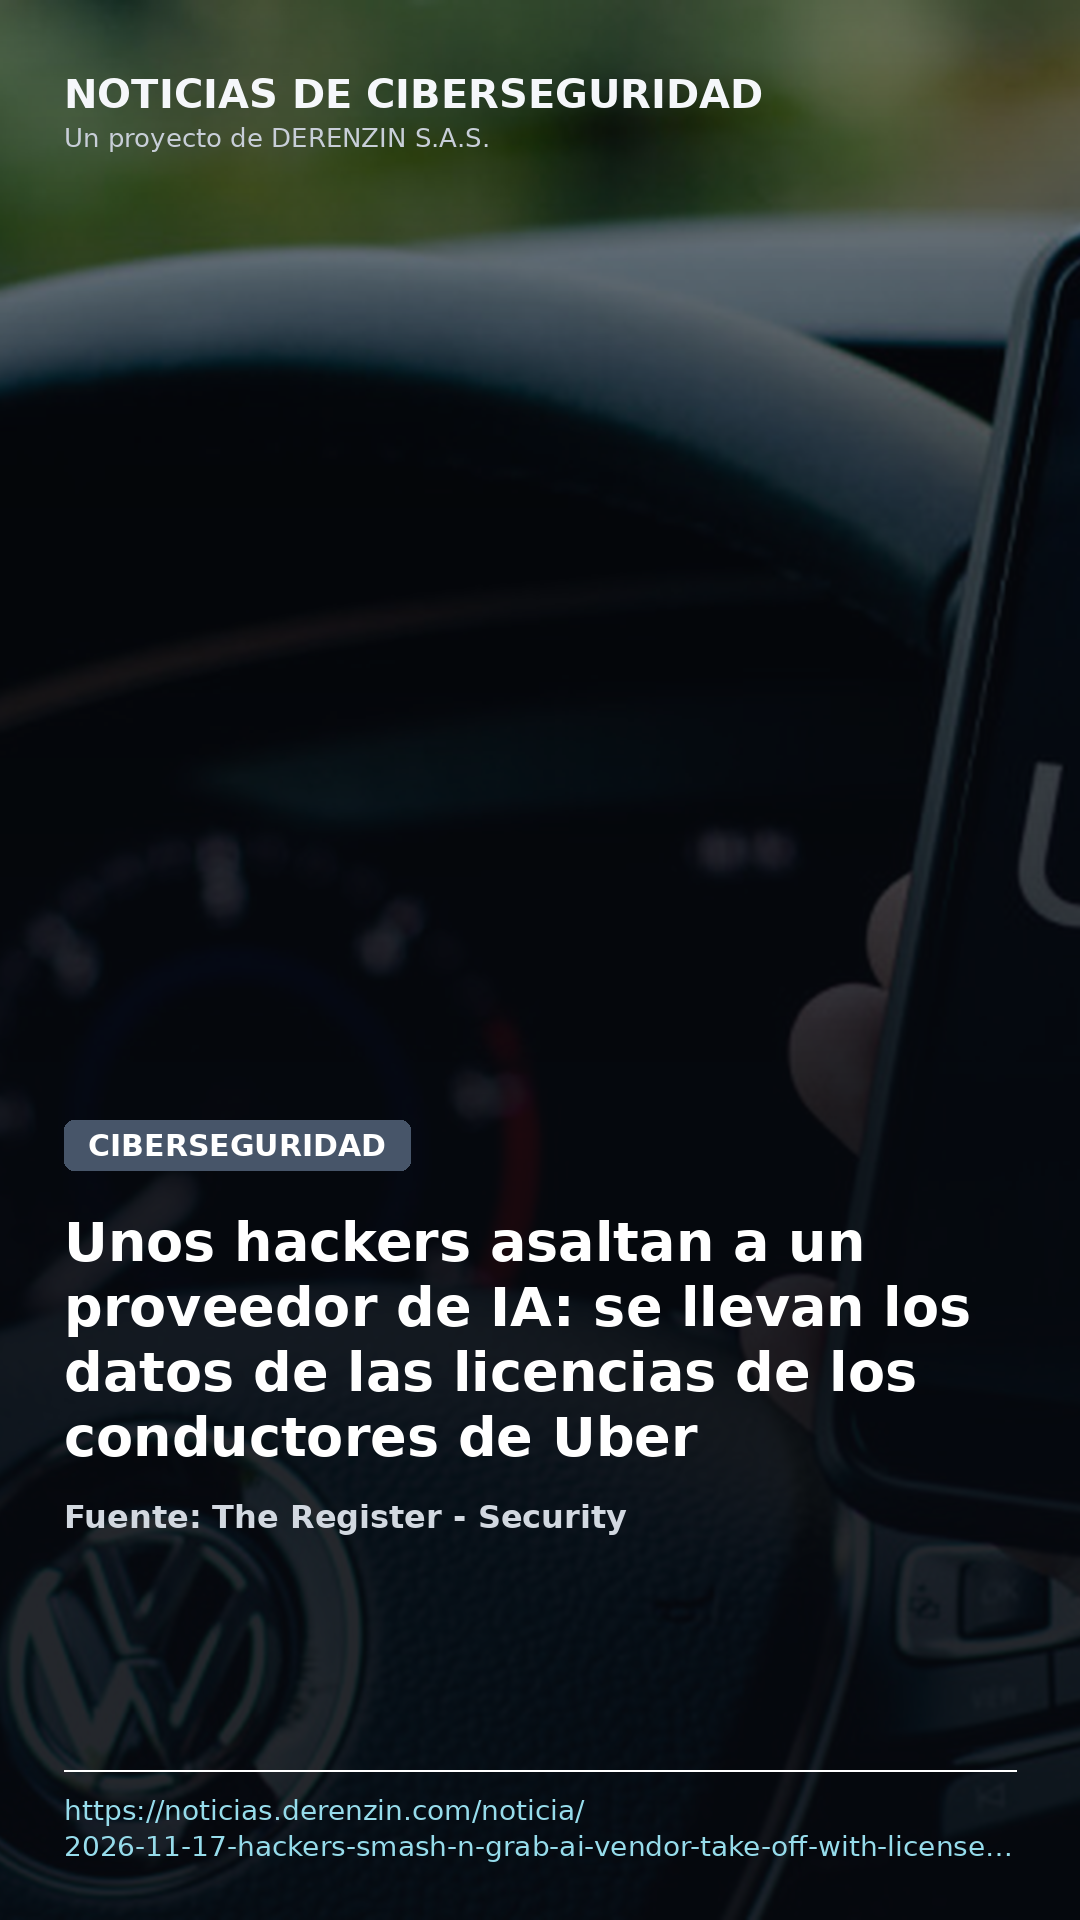 NOTICIAS DE CIBERSEGURIDAD
Un proyecto de DERENZIN S.A.S.
U
CIBERSEGURIDAD
Unos hackers asaltan a un
proveedor de IA: se llevan los
datos de las licencias de los
conductores de Uber
Fuente: The Register - Security
OK
VER
https://noticias.derenzin.com/noticia/
2026-11-17-hackers-smash-n-grab-ai-vendor-take-off-with-license...